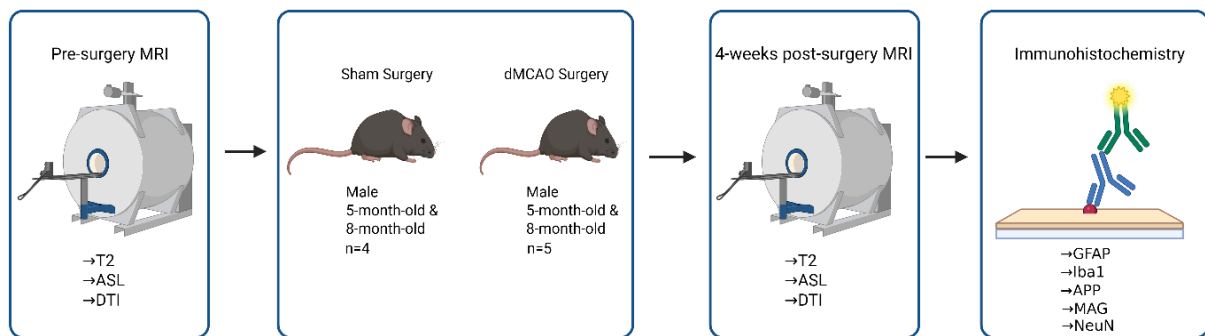 Pre-surgery MRI
→T2
→ASL
→DTI
Sham Surgery
Male
5-month-old &
8-month-old
n=4
dMCAO Surgery
Male
5-month-old &
8-month-old
n=5
4-weeks post-surgery MRI
→T2
→ASL
→DTI
Immunohistochemistry
→GFAP
→Iba1
→APP
→MAG
→NeuN